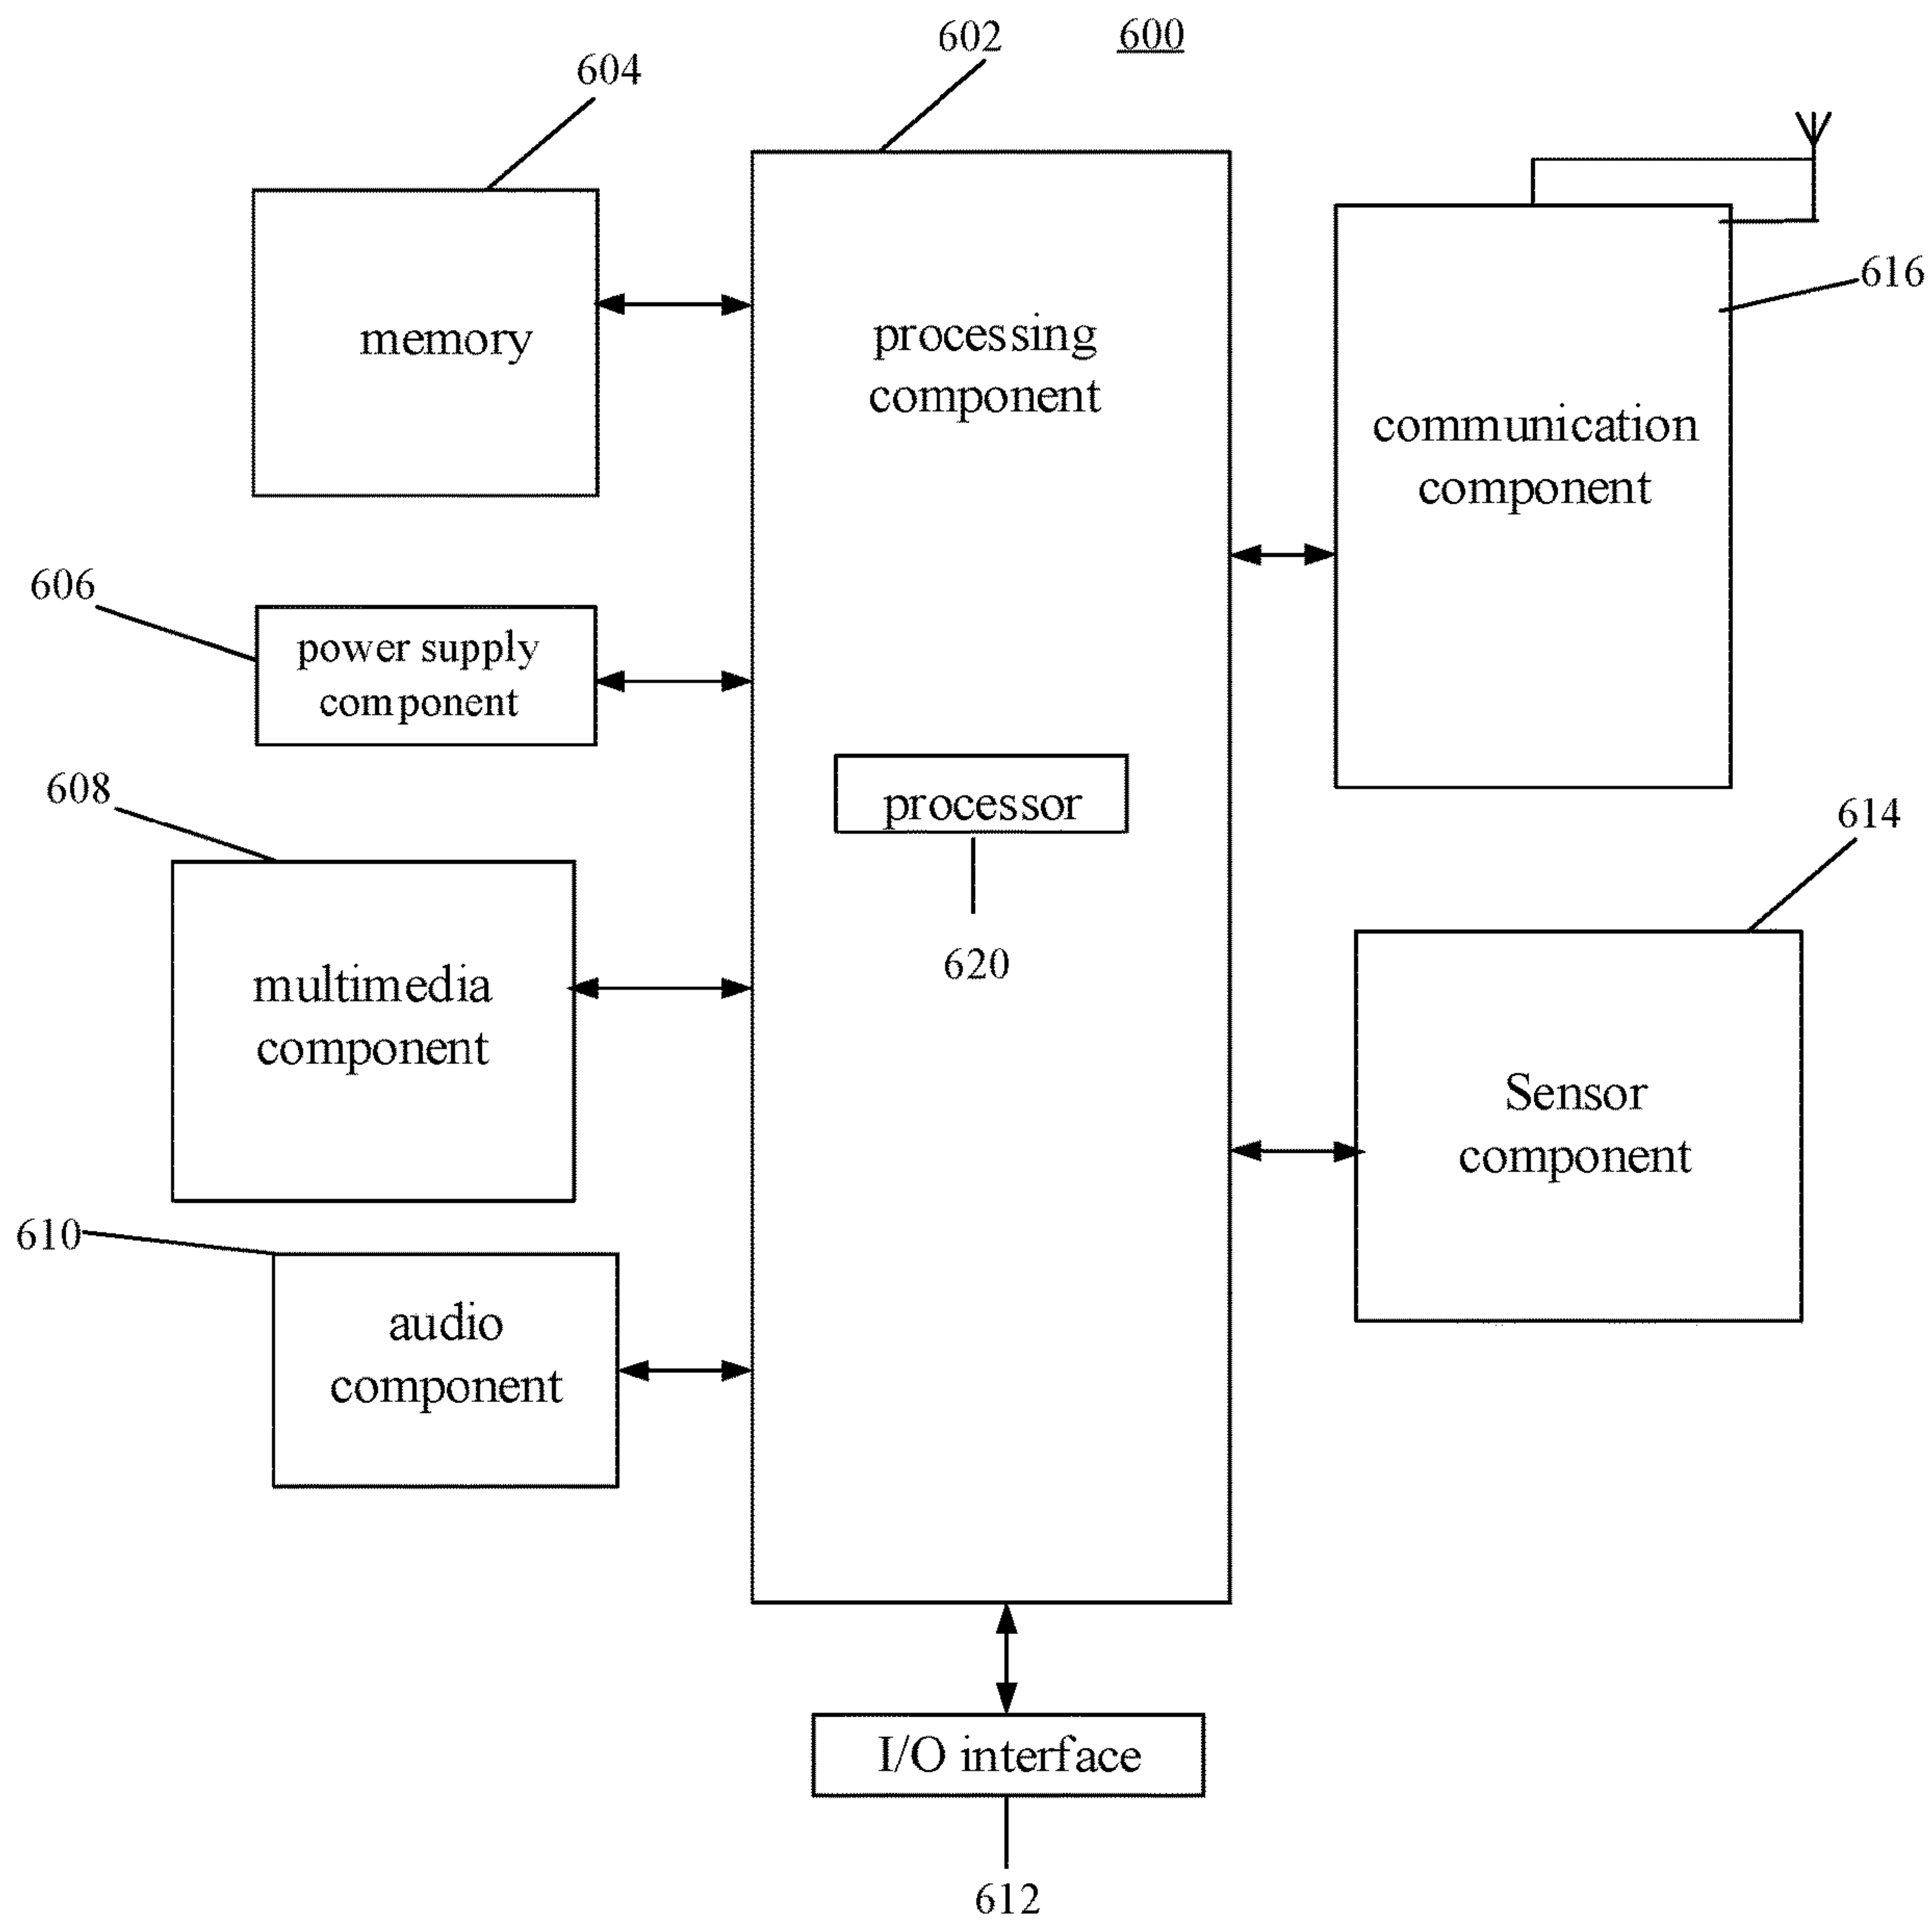 602
600
604
616
memory
processing
component
communication
component
606
power supply
component
608
processor
614
620
multimedia
component
Sensor
component
610
audio
component
I/O interface
612